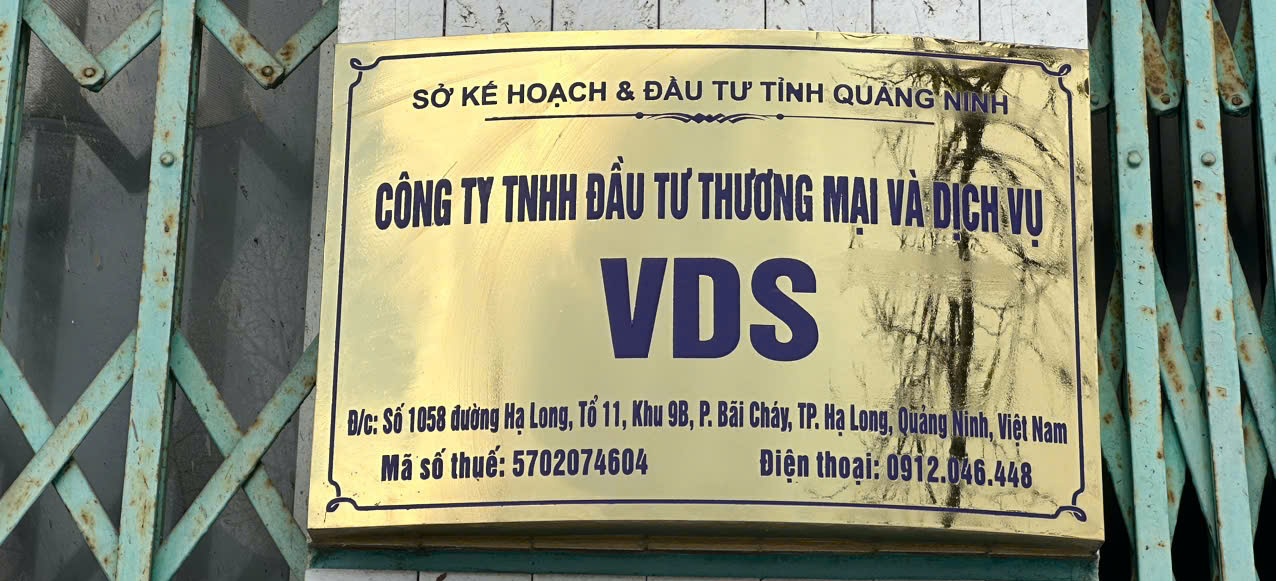 SỞ KẾ HOẠCH & ĐẦU TƯ TỈNH QUẢNG NINH
CÔNG TY TNHH ĐẦU TƯ THƯƠNG MẠI VÀ DỊCH VỤ
VDS
Đ/c: Số 1058 đường Hạ Long, Tổ 11, Khu 9B, P. Bãi Cháy, TP. Hạ Long, Quảng Ninh, Việt Nam
Mã số thuế: 5702074604 Điện thoại: 0912.046.448